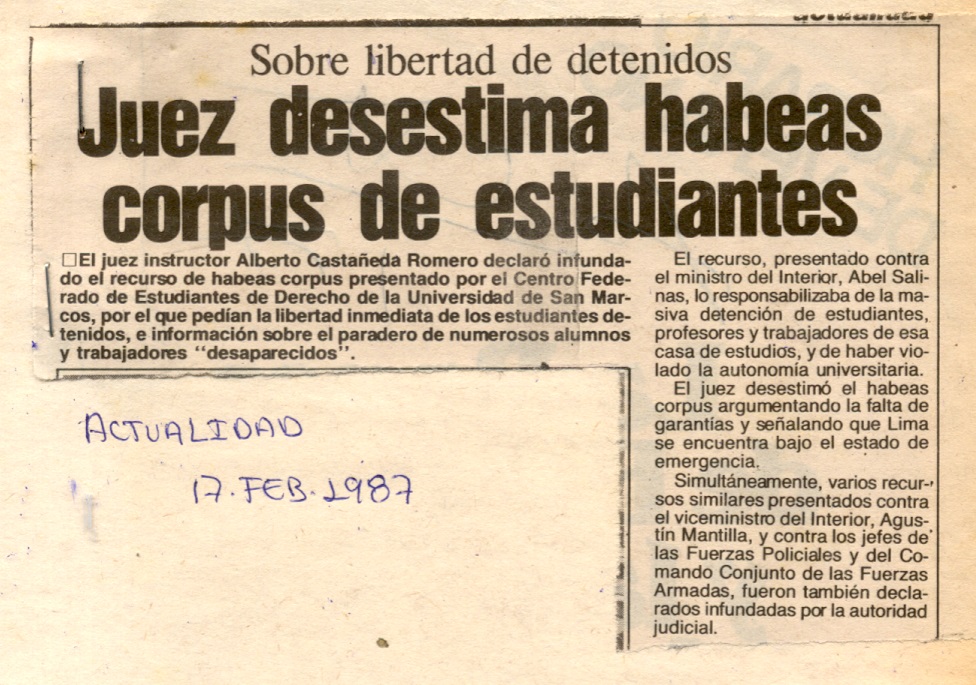 actualidad
Sobre libertad de detenidos
Juez desestima habeas
corpus de estudiantes
□El juez instructor Alberto Castañeda Romero declaró infunda-
do el recurso de habeas corpus presentado por el Centro Fede-
rado de Estudiantes de Derecho de la Universidad de San Mar-
cos, por el que pedían la libertad inmediata de los estudiantes de-
tenidos, e información sobre el paradero de numerosos alumnos
y trabajadores "desaparecidos".
El recurso, presentado contra
el ministro del Interior, Abel Sali-
nas, lo responsabilizaba de la ma-
siva detención de estudiantes,
profesores y trabajadores de esa
casa de estudios, y de haber vio-
lado la autonomía universitaria.
El juez desestimó el habeas
corpus argumentando la falta de
garantías y señalando que Lima
se encuentra bajo el estado de
emergencia.
Simultáneamente, varios recur-
sos similares presentados contra
el viceministro del Interior, Agus-
tín Mantilla, y contra los jefes de
las Fuerzas Policiales y del Co-
mando Conjunto de las Fuerzas
Armadas, fueron también decla-
rados infundadas por la autoridad
judicial.
ACTUALIDAD
17.FEB.1987